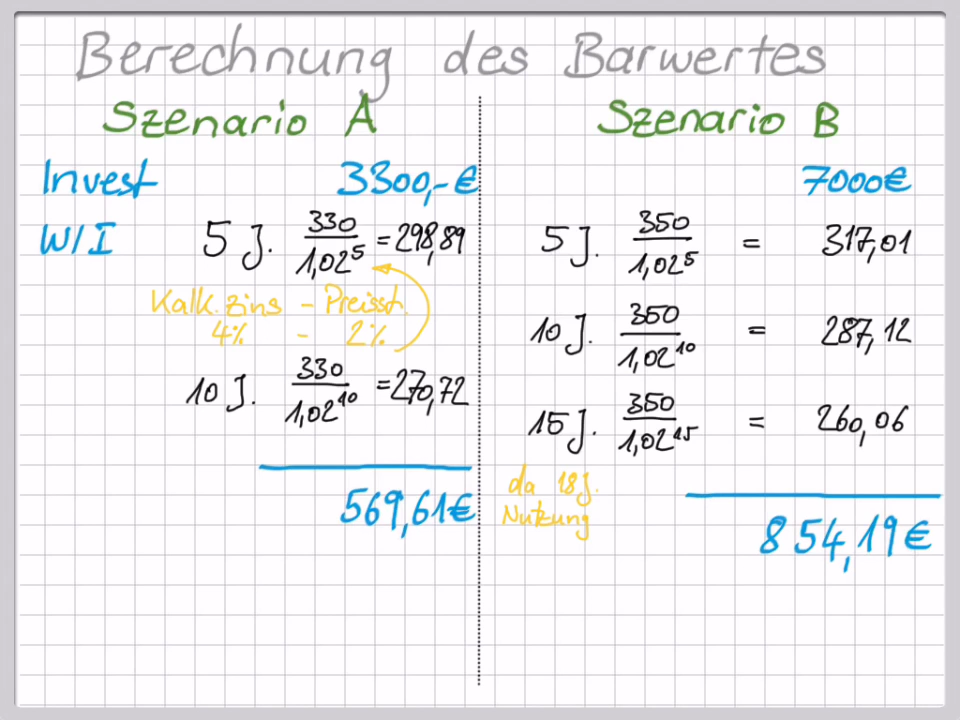 Berechnung des Barwertes
Szenario A
Invest 3300,-€
W/I 5 J. 330/1,02⁵ = 298,89
Kalk.zins - Preisst.
4% - 2%
10 J. 330/1,02¹⁰ = 270,72
569,61€
Szenario B
7000€
5 J. 350/1,02⁵ = 317,01
10 J. 350/1,02¹⁰ = 287,12
15 J. 350/1,02¹⁵ = 260,06
da 18 J.
Nutzung
854,19€